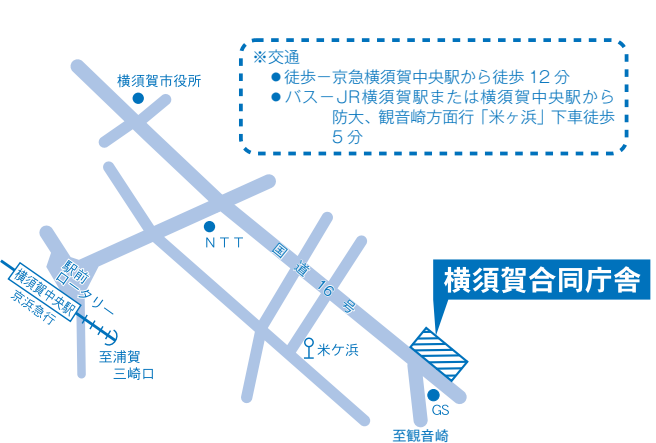 ※交通
●徒歩－京急横須賀中央駅から徒歩 12 分
●バス－JR横須賀駅または横須賀中央駅から
防大、観音崎方面行「米ヶ浜」下車徒歩
5 分
横須賀市役所
NTT
国道16号
駅前
ロータリー
横須賀中央駅
京浜急行
至浦賀
三崎口
米ケ浜
横須賀合同庁舎
GS
至観音崎